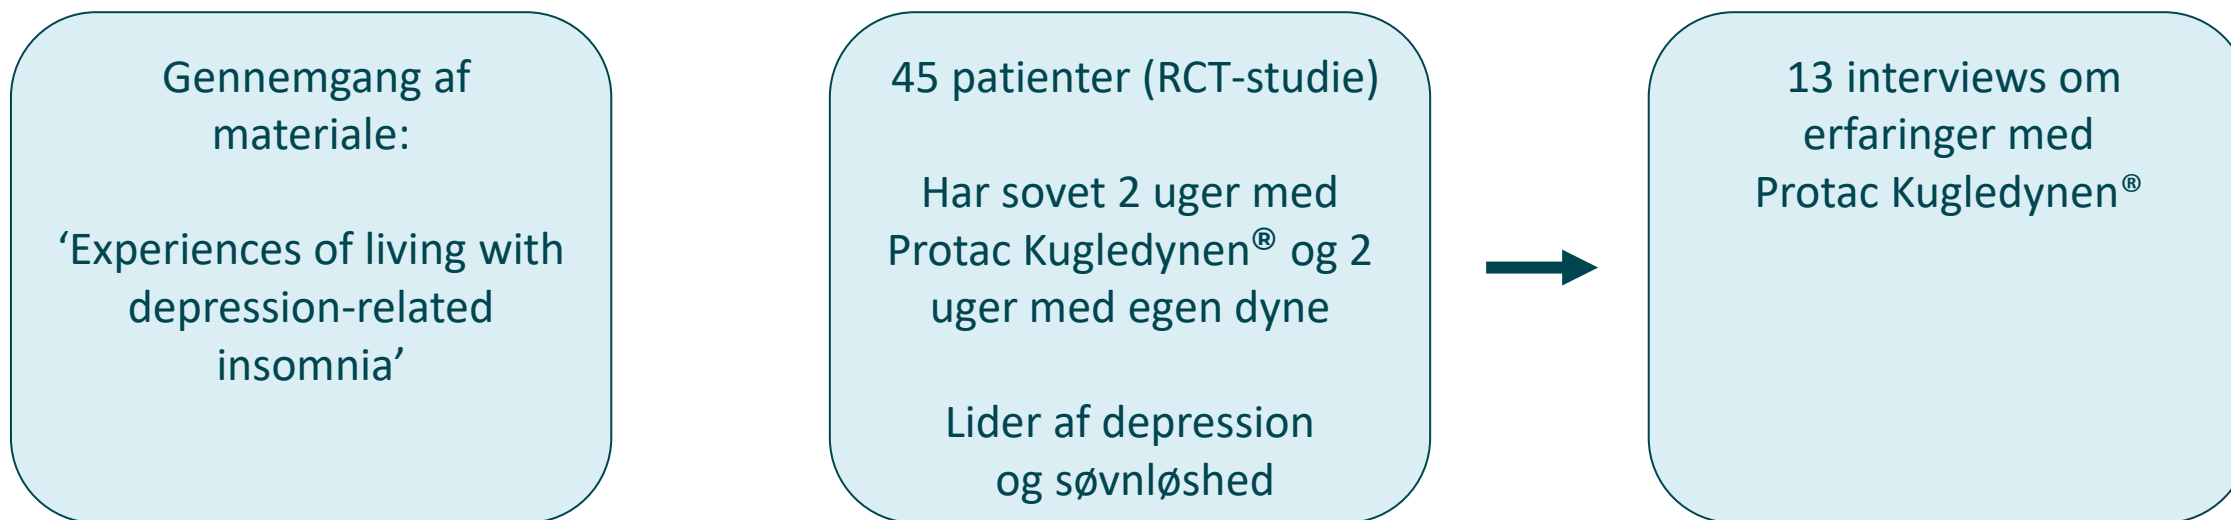 Gennemgang af
materiale:
‘Experiences of living with
depression-related
insomnia’
45 patienter (RCT-studie)
Har sovet 2 uger med
Protac Kugledynen® og 2
uger med egen dyne
Lider af depression
og søvnløshed
13 interviews om
erfaringer med
Protac Kugledynen®